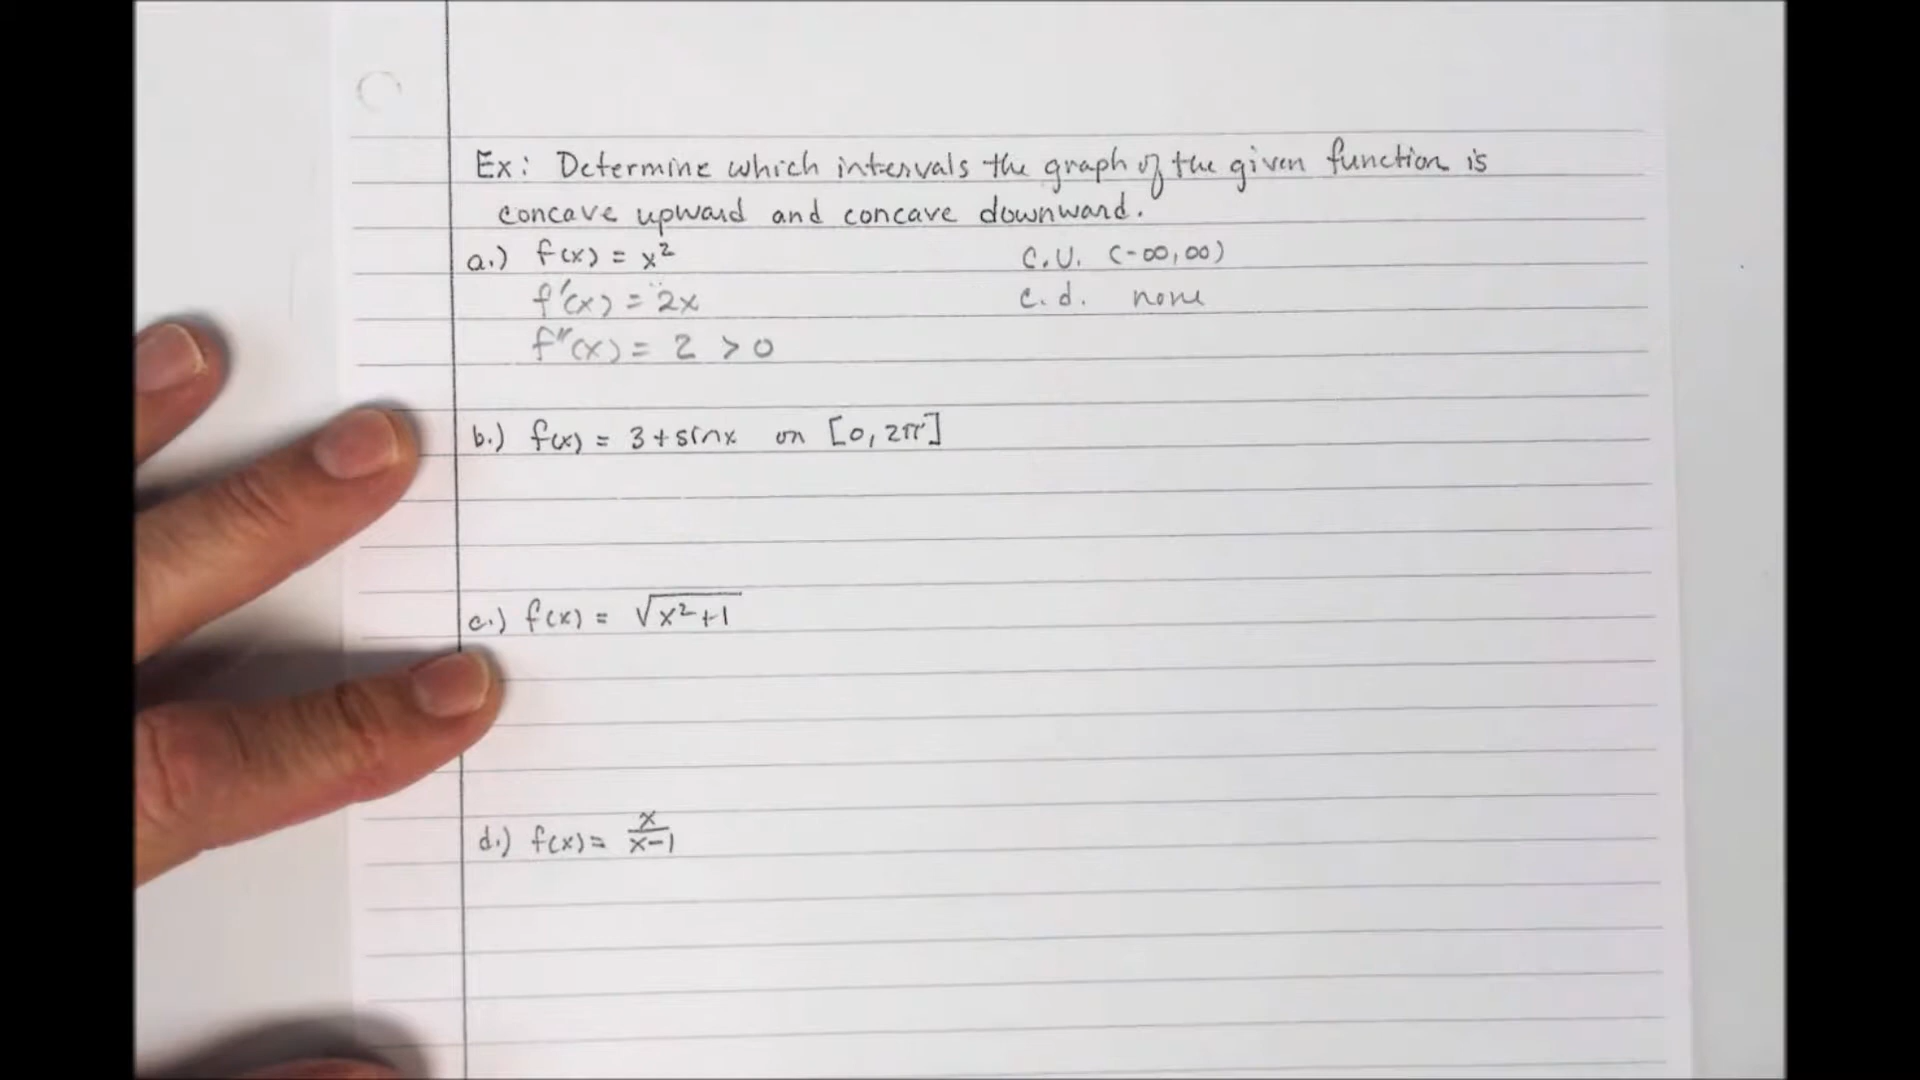 Ex: Determine which intervals the graph of the given function is
concave upward and concave downward.
a.) f(x) = x² C.U. (-∞,∞)
f'(x) = 2x C.d. none
f''(x) = 2 > 0
b.) f(x) = 3 + sinx on [0, 2π]
c.) f(x) = √(x²+1)
d.) f(x) = x/(x-1)